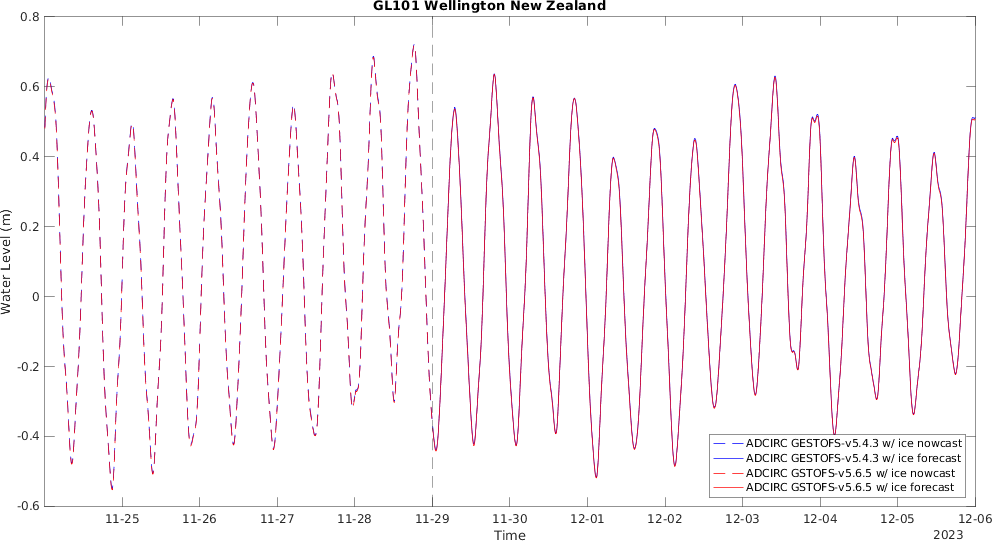 GL101 Wellington New Zealand
0.8
0.6
0.4
0.2
0
-0.2
-0.4
-0.6
Water Level (m)
11-25 11-26 11-27 11-28 11-29 11-30 12-01 12-02 12-03 12-04 12-05 12-06
Time
2023
ADCIRC GESTOFS-v5.4.3 w/ ice nowcast
ADCIRC GESTOFS-v5.4.3 w/ ice forecast
ADCIRC GSTOFS-v5.6.5 w/ ice nowcast
ADCIRC GSTOFS-v5.6.5 w/ ice forecast